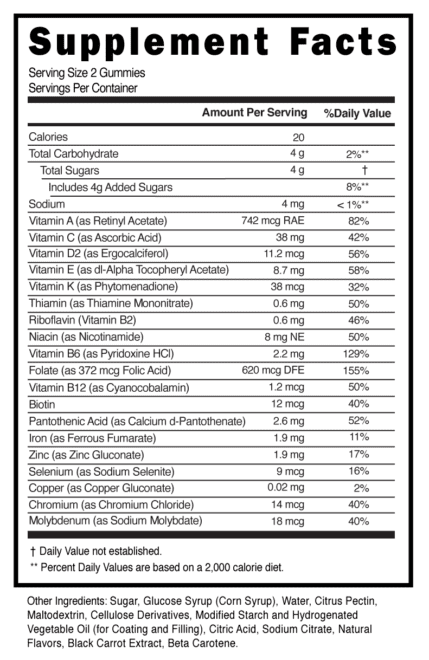 Supplement Facts
Serving Size 2 Gummies
Servings Per Container
Amount Per Serving %Daily Value
Calories 20
Total Carbohydrate 4 g 2%**
Total Sugars 4 g †
Includes 4g Added Sugars 8%**
Sodium 4 mg < 1%**
Vitamin A (as Retinyl Acetate) 742 mcg RAE 82%
Vitamin C (as Ascorbic Acid) 38 mg 42%
Vitamin D2 (as Ergocalciferol) 11.2 mcg 56%
Vitamin E (as dl-Alpha Tocopheryl Acetate) 8.7 mg 58%
Vitamin K (as Phytomenadione) 38 mcg 32%
Thiamin (as Thiamine Mononitrate) 0.6 mg 50%
Riboflavin (Vitamin B2) 0.6 mg 46%
Niacin (as Nicotinamide) 8 mg NE 50%
Vitamin B6 (as Pyridoxine HCl) 2.2 mg 129%
Folate (as 372 mcg Folic Acid) 620 mcg DFE 155%
Vitamin B12 (as Cyanocobalamin) 1.2 mcg 50%
Biotin 12 mcg 40%
Pantothenic Acid (as Calcium d-Pantothenate) 2.6 mg 52%
Iron (as Ferrous Fumarate) 1.9 mg 11%
Zinc (as Zinc Gluconate) 1.9 mg 17%
Selenium (as Sodium Selenite) 9 mcg 16%
Copper (as Copper Gluconate) 0.02 mg 2%
Chromium (as Chromium Chloride) 14 mcg 40%
Molybdenum (as Sodium Molybdate) 18 mcg 40%
† Daily Value not established.
** Percent Daily Values are based on a 2,000 calorie diet.
Other Ingredients: Sugar, Glucose Syrup (Corn Syrup), Water, Citrus Pectin,
Maltodextrin, Cellulose Derivatives, Modified Starch and Hydrogenated
Vegetable Oil (for Coating and Filling), Citric Acid, Sodium Citrate, Natural
Flavors, Black Carrot Extract, Beta Carotene.